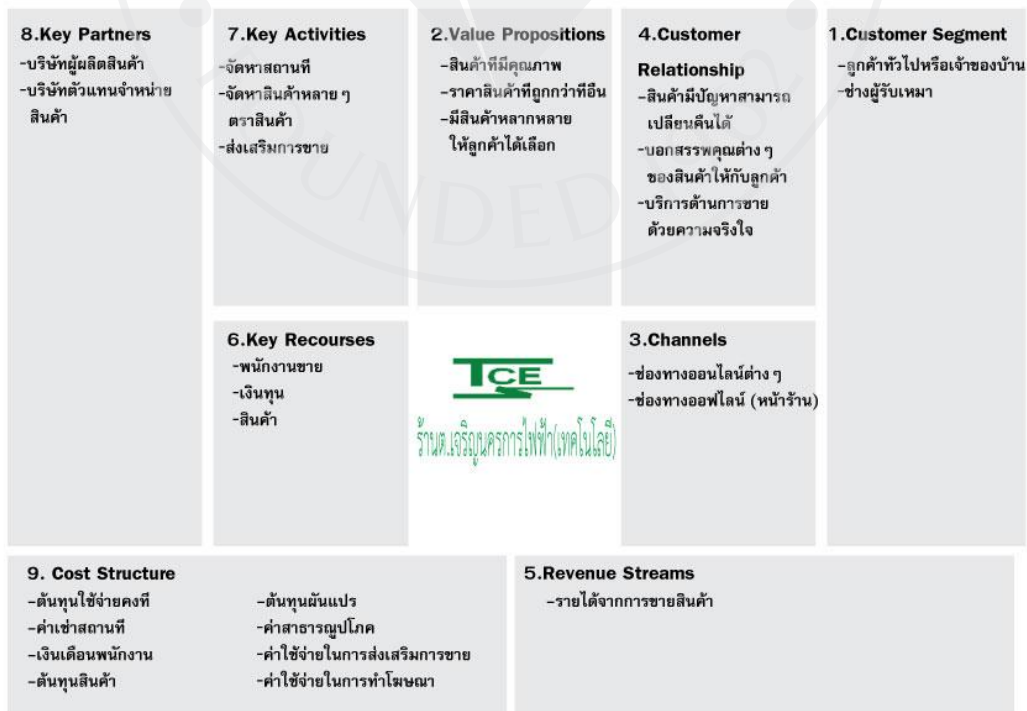 8.Key Partners
-บริษัทผู้ผลิตสินค้า
-บริษัทตัวแทนจำหน่าย
สินค้า
7.Key Activities
-จัดหาสถานที่
-จัดหาสินค้าหลาย ๆ
ตราสินค้า
-ส่งเสริมการขาย
2.Value Propositions
-สินค้าที่มีคุณภาพ
-ราคาสินค้าที่ถูกกว่าที่อื่น
-มีสินค้าหลากหลาย
ให้ลูกค้าได้เลือก
4.Customer
Relationship
-สินค้ามีปัญหาสามารถ
เปลี่ยนคืนได้
-บอกสรรพคุณต่าง ๆ
ของสินค้าให้กับลูกค้า
-บริการด้านการขาย
ด้วยความจริงใจ
1.Customer Segment
-ลูกค้าทั่วไปหรือเจ้าของบ้าน
-ช่างผู้รับเหมา
6.Key Recourses
-พนักงานขาย
-เงินทุน
-สินค้า
TCE
ร้านต.เจริญนครการไฟฟ้า(เทคโนโลยี)
3.Channels
-ช่องทางออนไลน์ต่าง ๆ
-ช่องทางออฟไลน์ (หน้าร้าน)
9. Cost Structure
-ต้นทุนใช้จ่ายคงที่
-ค่าเช่าสถานที่
-เงินเดือนพนักงาน
-ต้นทุนสินค้า
-ต้นทุนผันแปร
-ค่าสาธารณูปโภค
-ค่าใช้จ่ายในการส่งเสริมการขาย
-ค่าใช้จ่ายในการทำโฆษณา
5.Revenue Streams
-รายได้จากการขายสินค้า
UNDED